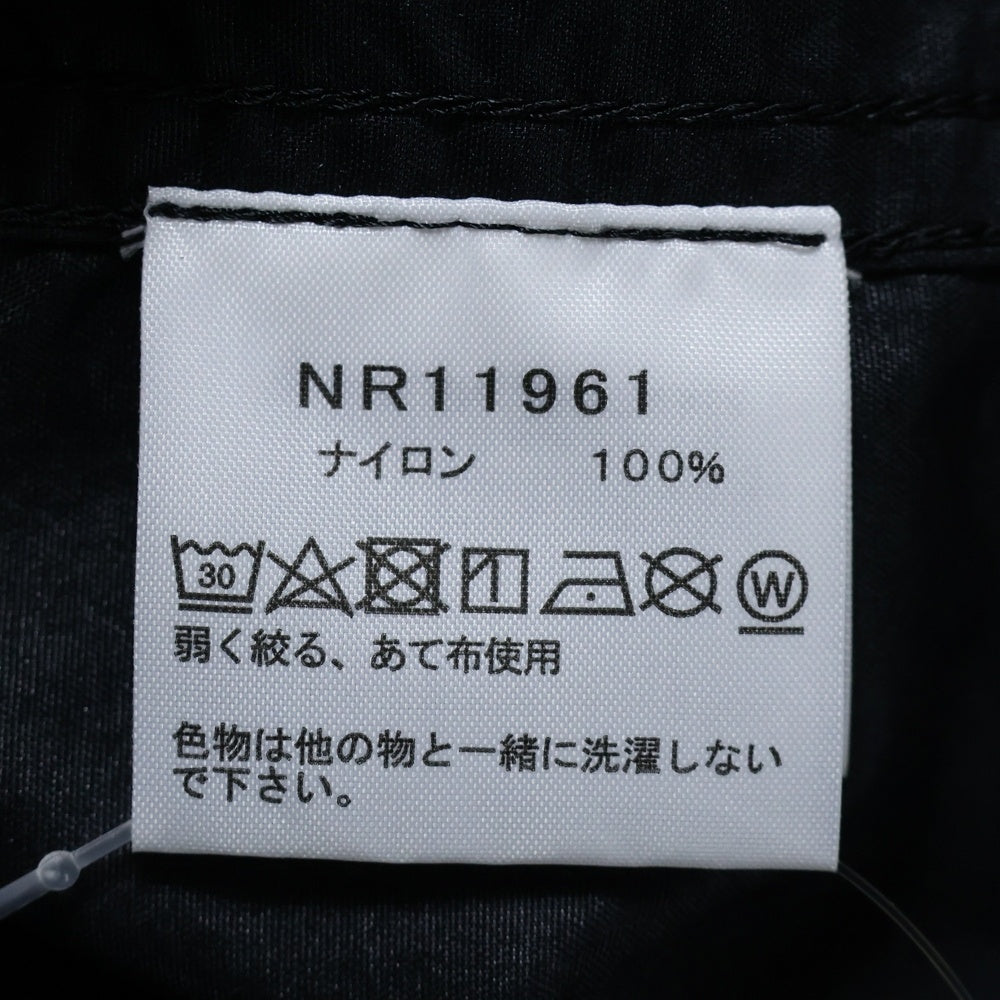 NR11961
ナイロン 100%
30 W
弱く絞る、あて布使用
色物は他の物と一緒に洗濯しない
で下さい。